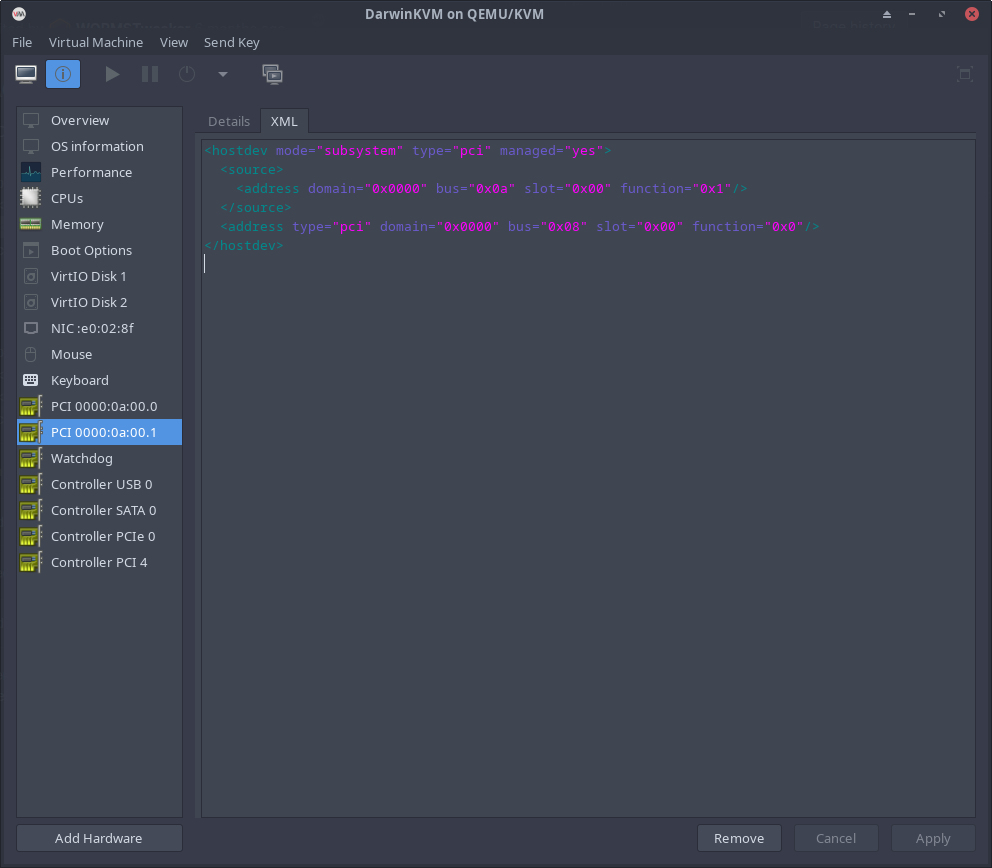 DarwinKVM on QEMU/KVM
File Virtual Machine View Send Key
Overview
OS information
Performance
CPUs
Memory
Boot Options
VirtIO Disk 1
VirtIO Disk 2
NIC :e0:02:8f
Mouse
Keyboard
PCI 0000:0a:00.0
PCI 0000:0a:00.1
Watchdog
Controller USB 0
Controller SATA 0
Controller PCIe 0
Controller PCI 4
Add Hardware
Details XML
<hostdev mode="subsystem" type="pci" managed="yes">
  <source>
    <address domain="0x0000" bus="0x0a" slot="0x00" function="0x1"/>
  </source>
  <address type="pci" domain="0x0000" bus="0x08" slot="0x00" function="0x0"/>
</hostdev>
Remove Cancel Apply